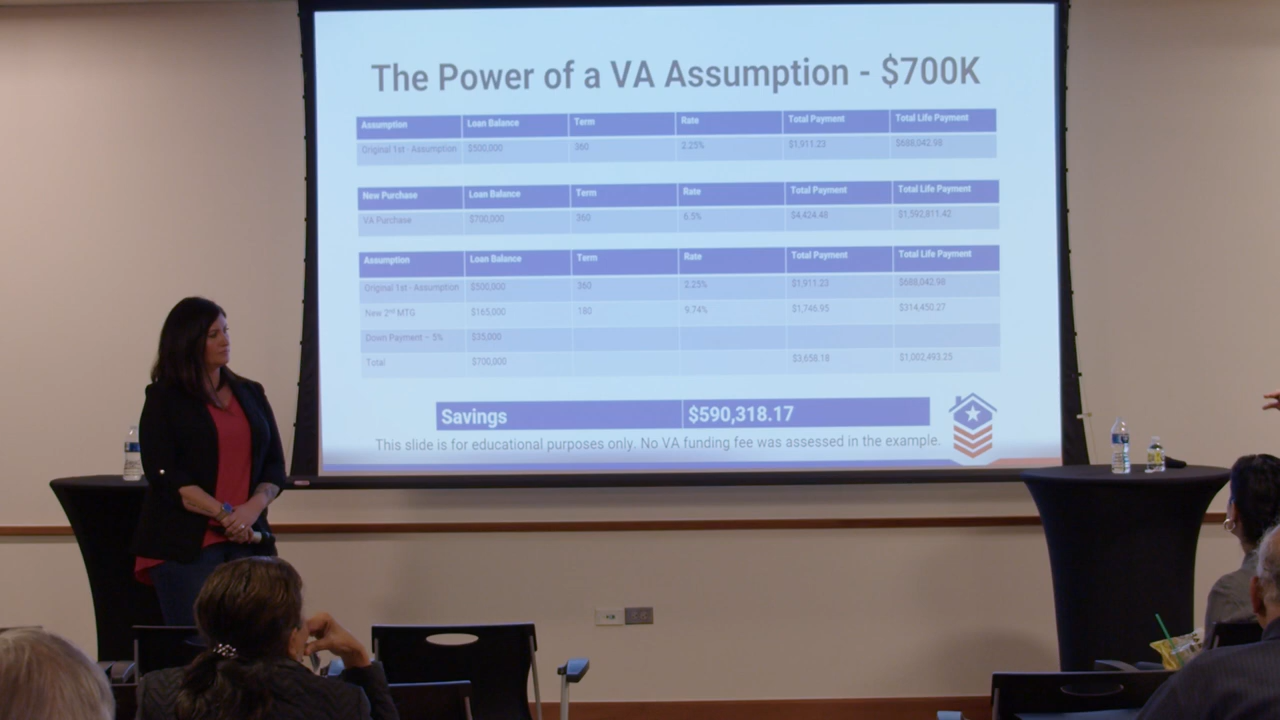 The Power of a VA Assumption - $700K
Assumption Loan Balance Term Rate Total Payment Total Life Payment
Original 1st - Assumption $500,000 360 2.25% $1,911.23 $688,042.98
New Purchase Loan Balance Term Rate Total Payment Total Life Payment
VA Purchase $700,000 360 6.5% $4,424.48 $1,592,811.42
Assumption Loan Balance Term Rate Total Payment Total Life Payment
Original 1st - Assumption $500,000 360 2.25% $1,911.23 $688,042.98
New 2nd MTG $165,000 180 9.74% $1,746.95 $314,450.27
Down Payment – 5% $35,000
Total $700,000 $3,658.18 $1,002,493.25
Savings $590,318.17
This slide is for educational purposes only. No VA funding fee was assessed in the example.